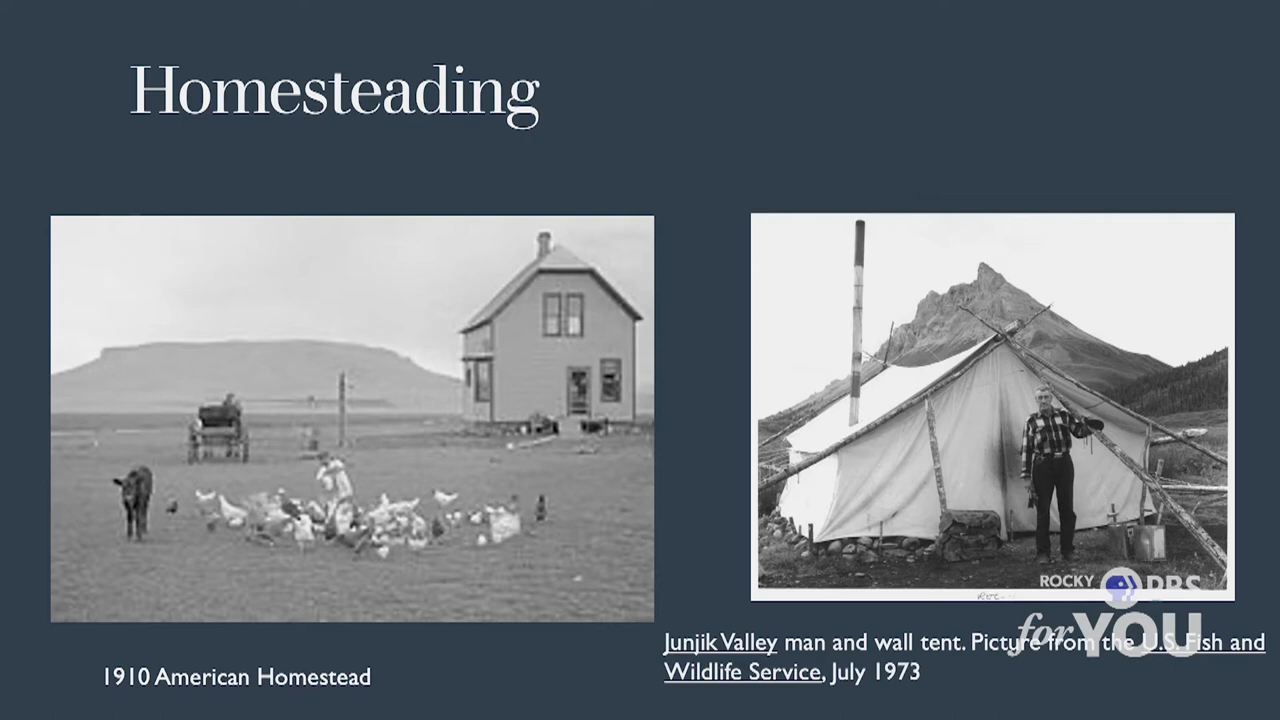 Homesteading
1910 American Homestead
Junjik Valley man and wall tent. Picture from the U.S. Fish and
Wildlife Service, July 1973
ROCKY PBS
for YOU